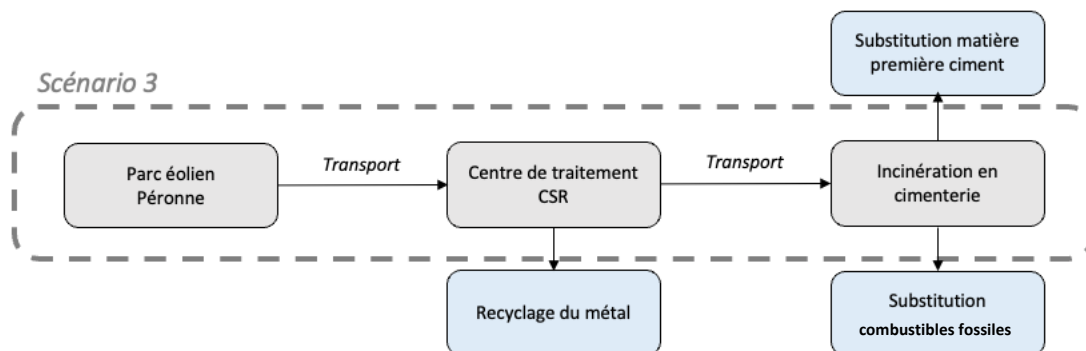 Substitution matière
première ciment
Scénario 3
Parc éolien
Péronne
Transport
Centre de traitement
CSR
Transport
Incinération en
cimenterie
Recyclage du métal
Substitution
combustibles fossiles